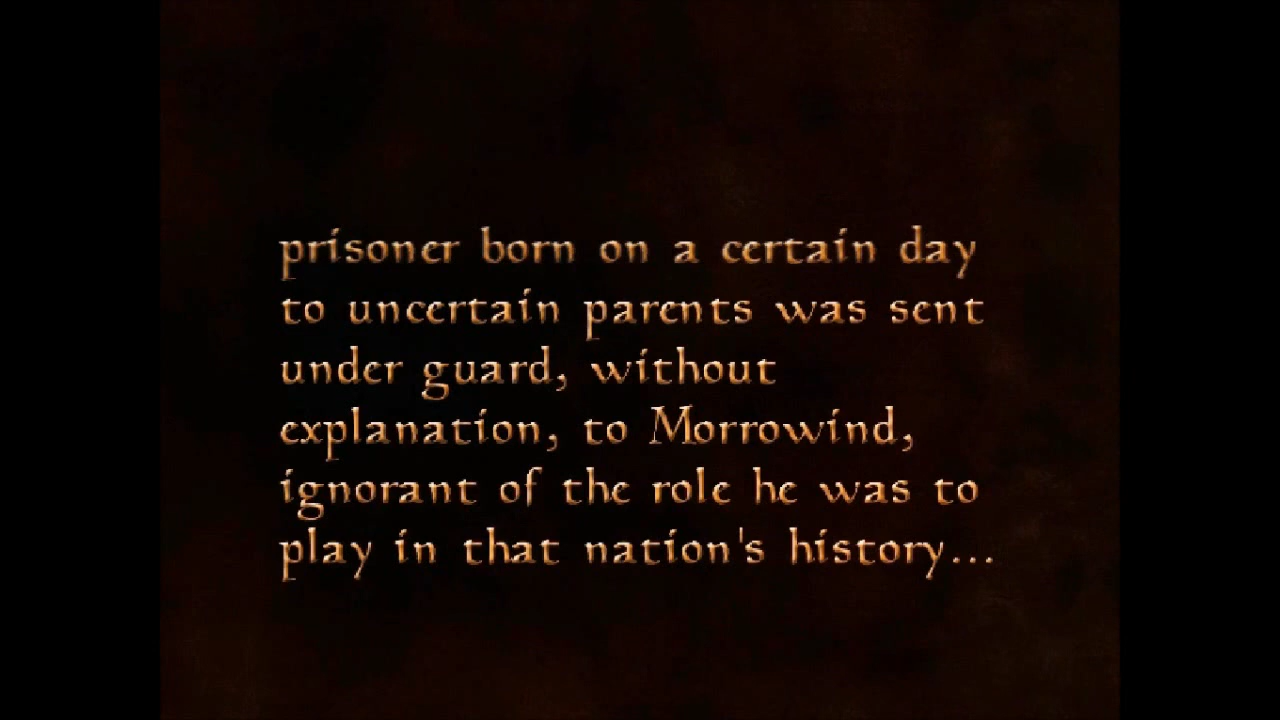 prisoner born on a certain day
to uncertain parents was sent
under guard, without
explanation, to Morrowind,
ignorant of the role he was to
play in that nation's history...